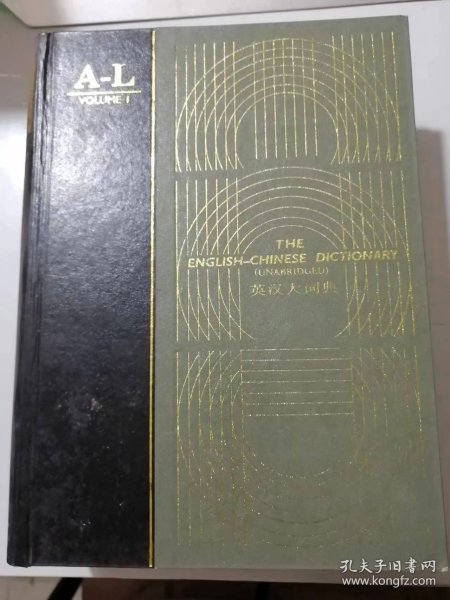 A-L
VOLUME I
THE
ENGLISH-CHINESE DICTIONARY
(UNABRIDGED)
英汉大词典
孔夫子旧书网
www.kongfz.com